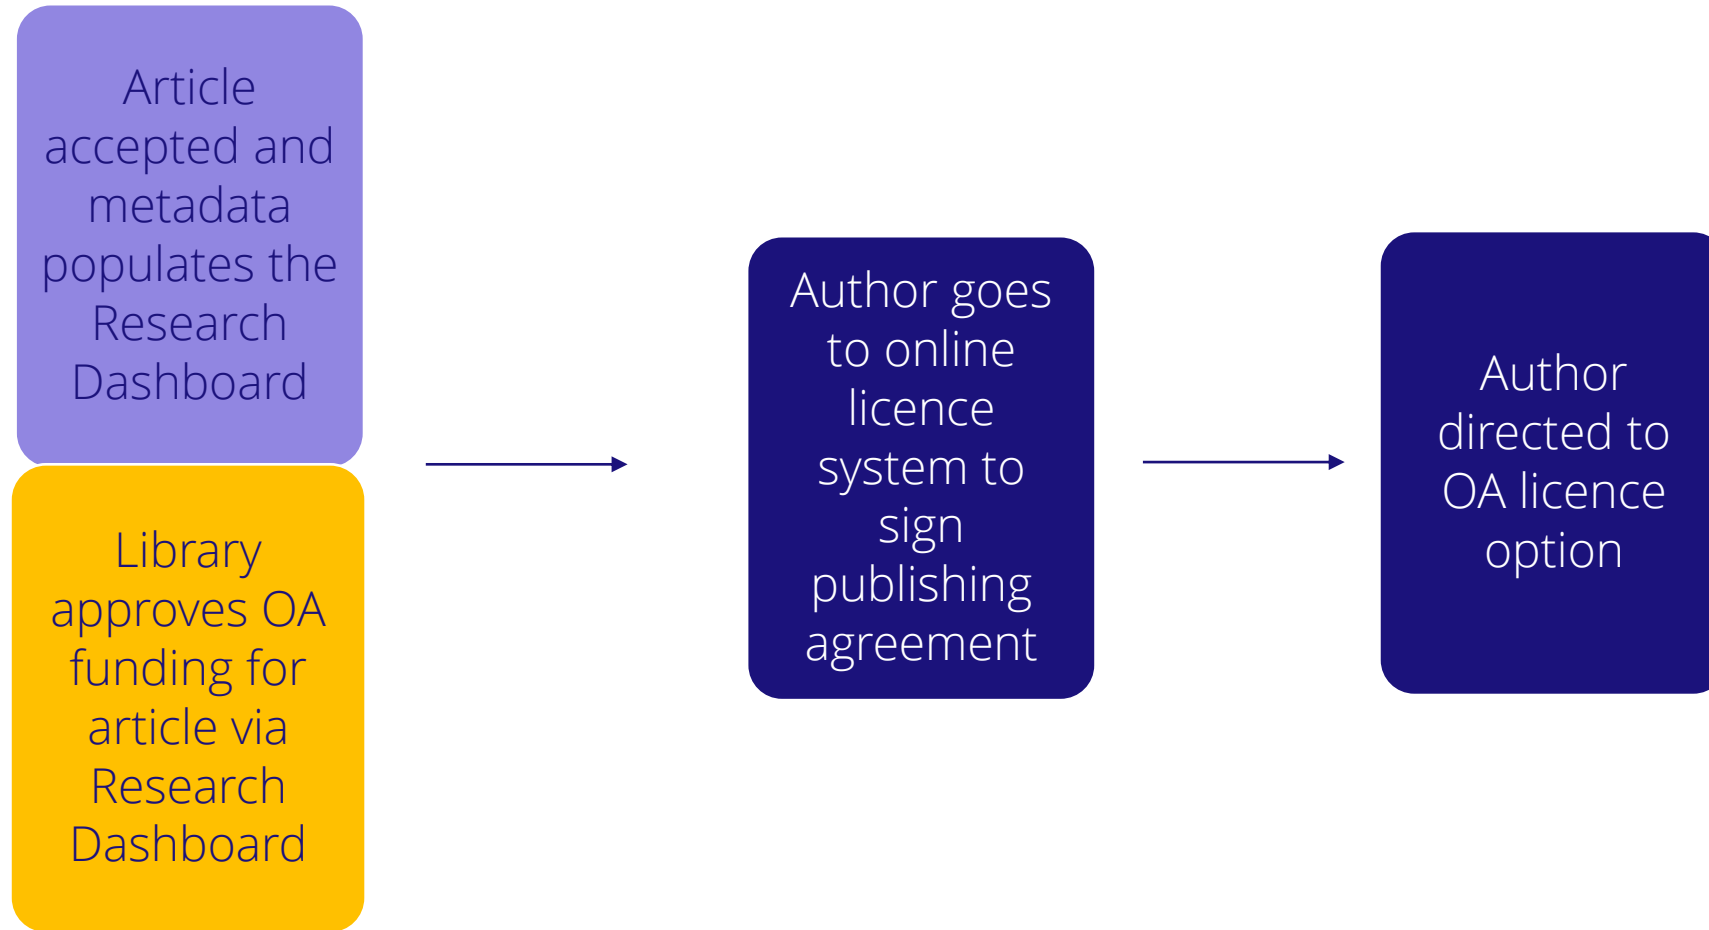 Article
accepted and
metadata
populates the
Research
Dashboard
Library
approves OA
funding for
article via
Research
Dashboard
Author goes
to online
licence
system to
sign
publishing
agreement
Author
directed to
OA licence
option